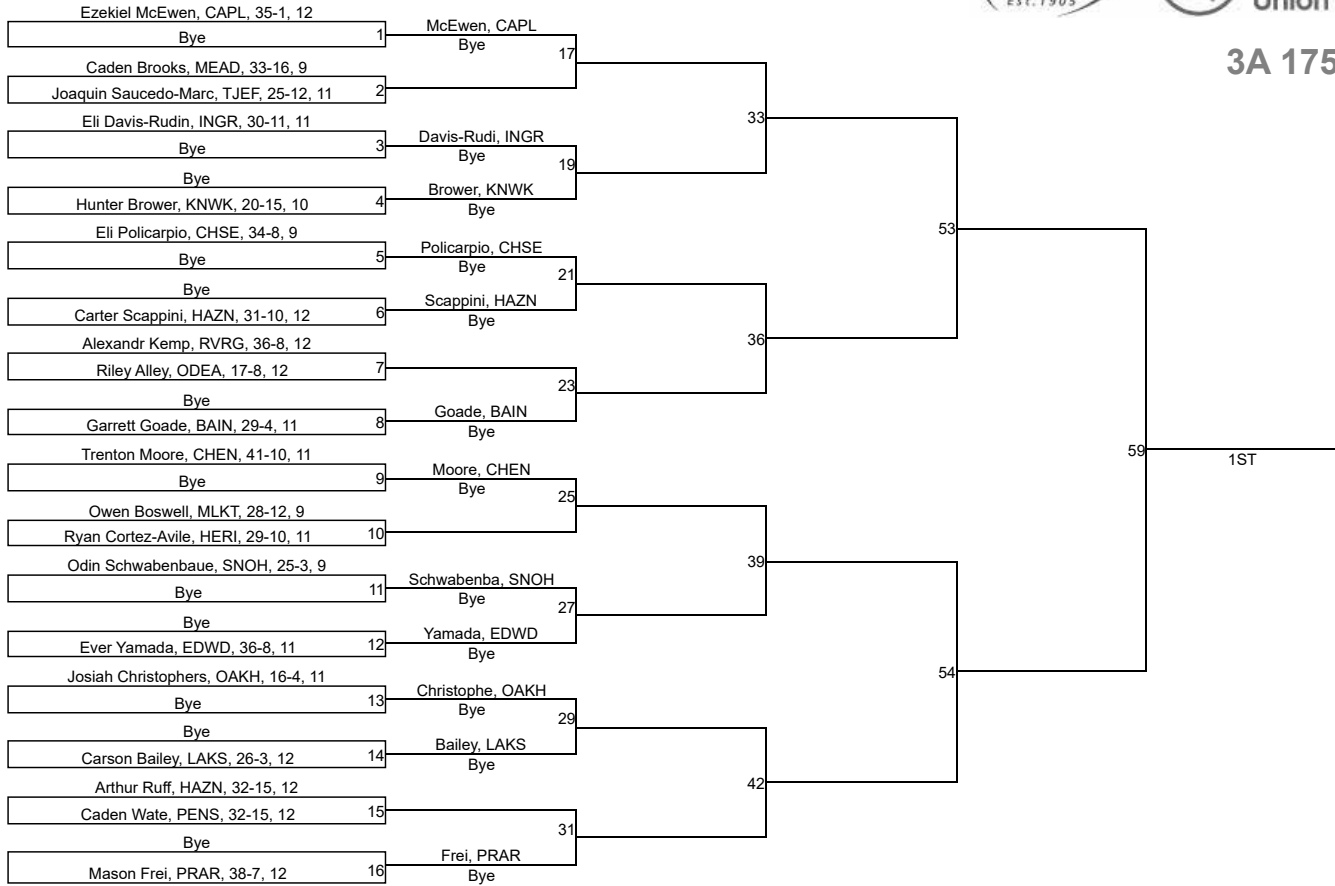 EST. 1905
Union
3A 175
Ezekiel McEwen, CAPL, 35-1, 12
Bye
1
McEwen, CAPL
Bye
17
Caden Brooks, MEAD, 33-16, 9
Joaquin Saucedo-Marc, TJEF, 25-12, 11
2
33
Eli Davis-Rudin, INGR, 30-11, 11
Bye
3
Davis-Rudi, INGR
Bye
19
Bye
Hunter Brower, KNWK, 20-15, 10
4
Brower, KNWK
Bye
53
Eli Policarpio, CHSE, 34-8, 9
Bye
5
Policarpio, CHSE
Bye
21
Bye
Carter Scappini, HAZN, 31-10, 12
6
Scappini, HAZN
Bye
36
Alexandr Kemp, RVRG, 36-8, 12
Riley Alley, ODEA, 17-8, 12
7
23
Bye
Garrett Goade, BAIN, 29-4, 11
8
Goade, BAIN
Bye
59
1ST
Trenton Moore, CHEN, 41-10, 11
Bye
9
Moore, CHEN
Bye
25
Owen Boswell, MLKT, 28-12, 9
Ryan Cortez-Avile, HERI, 29-10, 11
10
39
Odin Schwabenbaue, SNOH, 25-3, 9
Bye
11
Schwabenba, SNOH
Bye
27
Bye
Ever Yamada, EDWD, 36-8, 11
12
Yamada, EDWD
Bye
54
Josiah Christophers, OAKH, 16-4, 11
Bye
13
Christophe, OAKH
Bye
29
Bye
Carson Bailey, LAKS, 26-3, 12
14
Bailey, LAKS
Bye
42
Arthur Ruff, HAZN, 32-15, 12
Caden Wate, PENS, 32-15, 12
15
31
Bye
Mason Frei, PRAR, 38-7, 12
16
Frei, PRAR
Bye